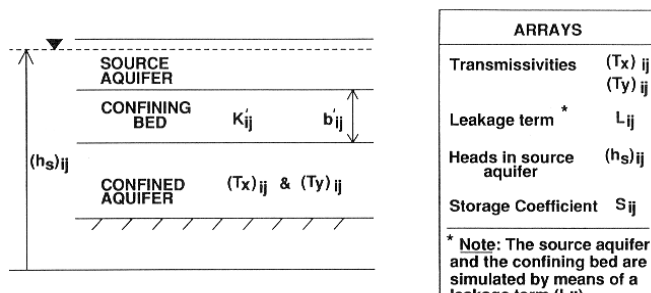 SOURCE
AQUIFER
CONFINING
BED
K'ij
b'ij
(hs)ij
CONFINED
AQUIFER
(Tx)ij & (Ty)ij
ARRAYS
Transmissivities (Tx)ij
(Ty)ij
Leakage term * Lij
Heads in source (hs)ij
aquifer
Storage Coefficient Sij
* Note: The source aquifer
and the confining bed are
simulated by means of a